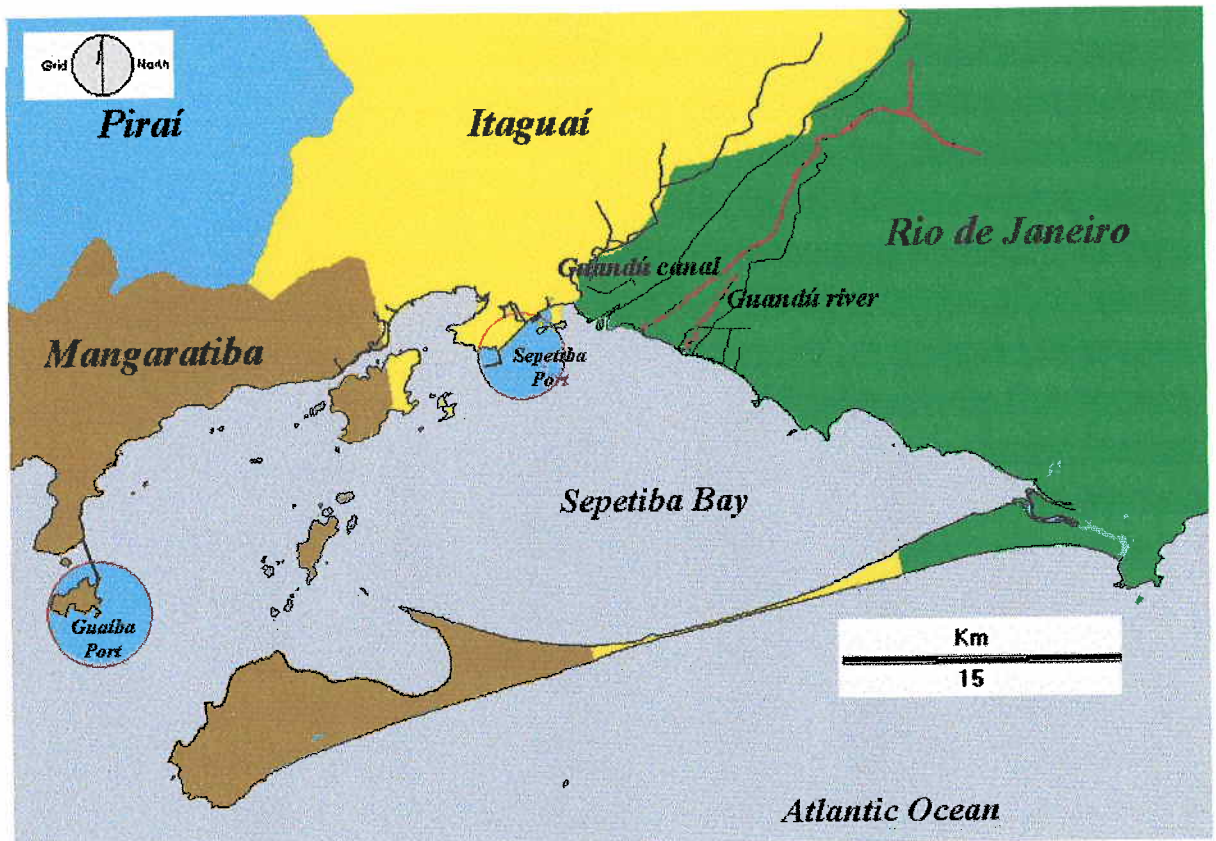 Grid North
Piraí
Itaguaí
Rio de Janeiro
Guandú canal
Guandú river
Mangaratiba
Sepetiba
Port
Sepetiba Bay
Guaíba
Port
Km
15
Atlantic Ocean